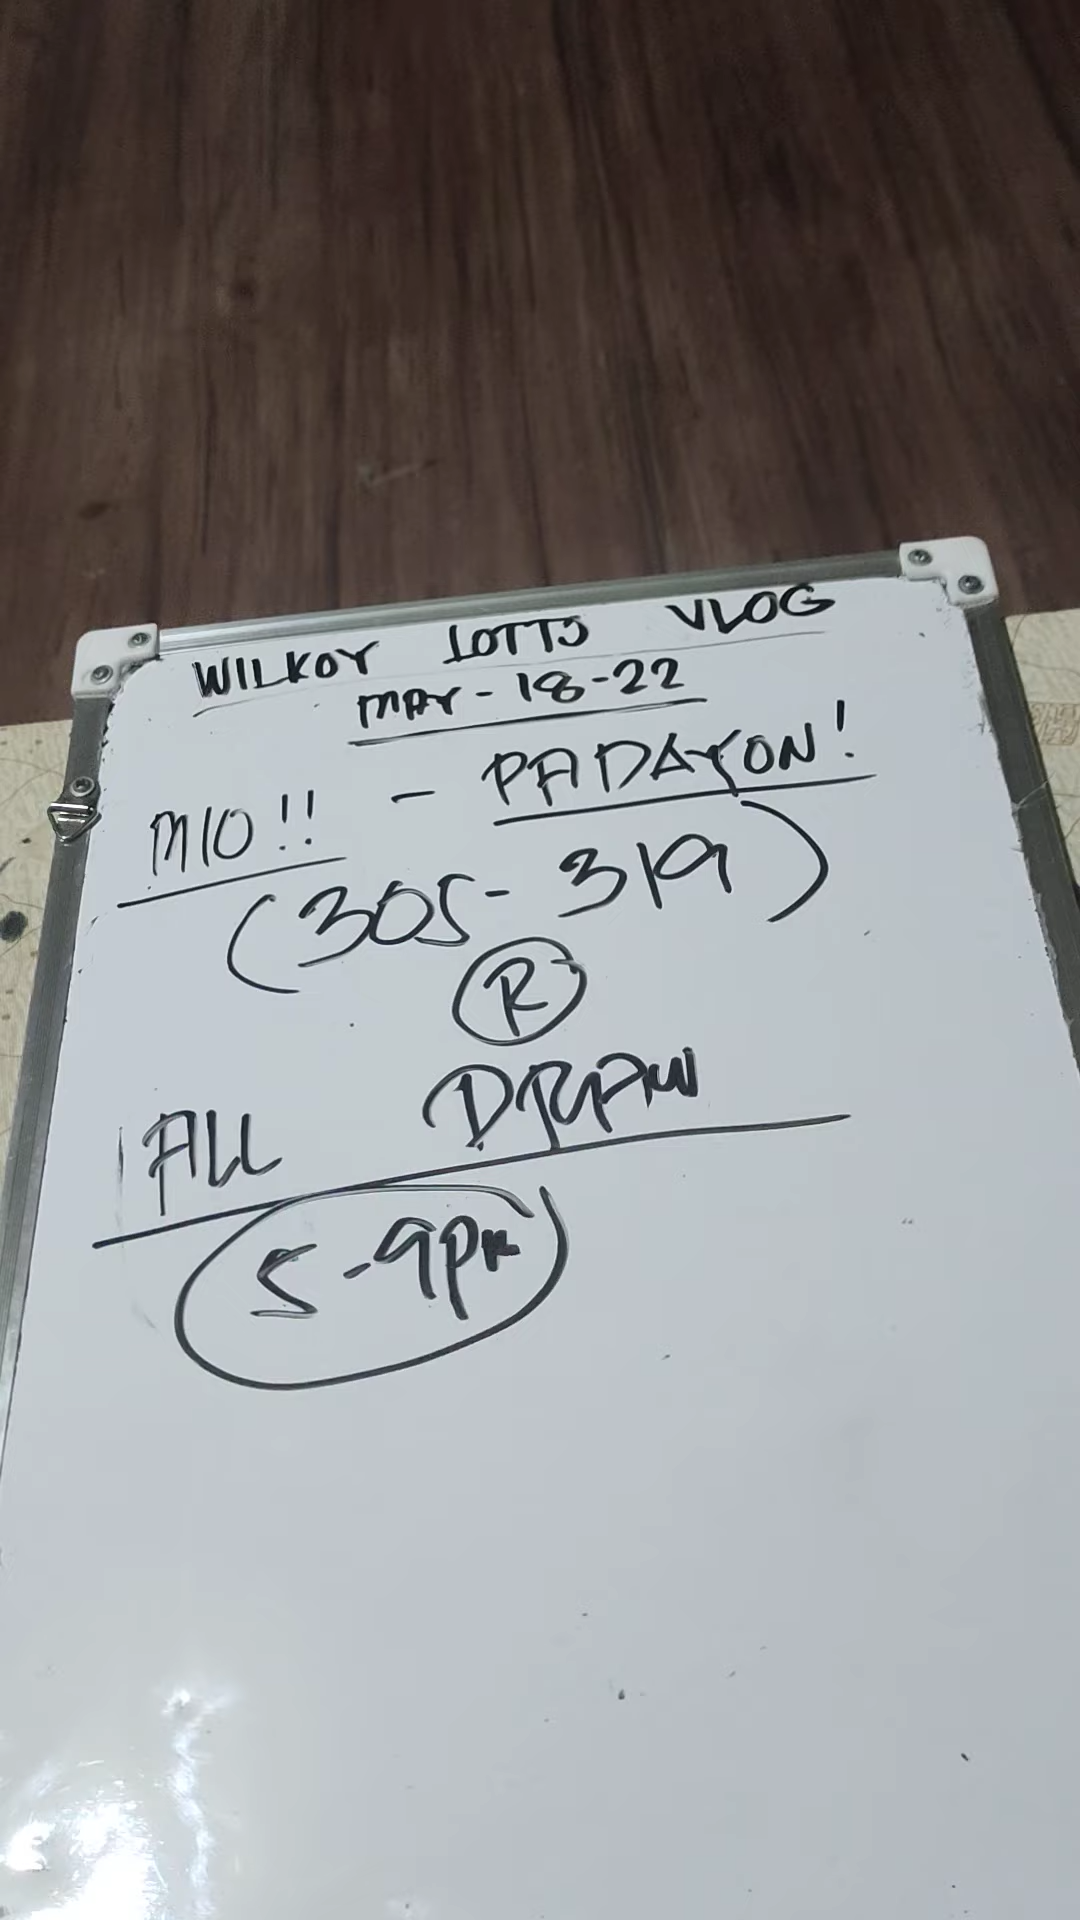 WILKOY LOTTO VLOG
MAY-18-22
M10!! - PADAYON!
(305-319)
R
ALL DRAW
5-9pm